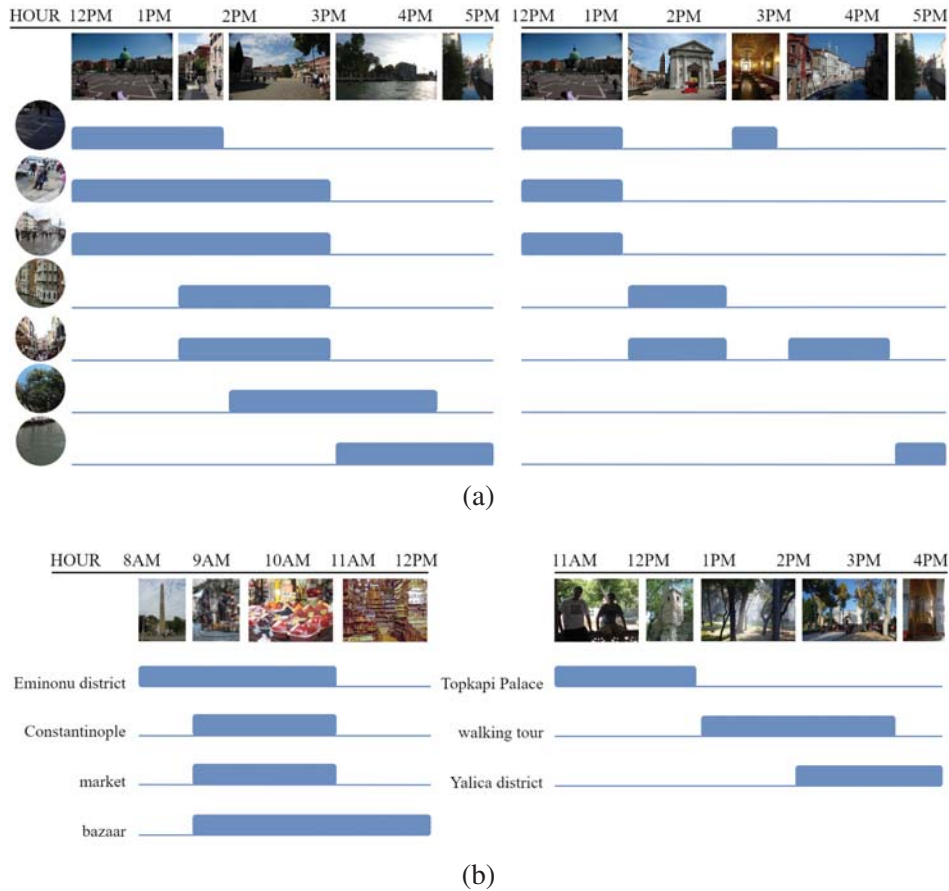 HOUR 12PM 1PM 2PM 3PM 4PM 5PM 12PM 1PM 2PM 3PM 4PM 5PM
(a)
HOUR 8AM 9AM 10AM 11AM 12PM 11AM 12PM 1PM 2PM 3PM 4PM
Eminonu district Topkapi Palace
Constantinople walking tour
market Yalica district
bazaar
(b)